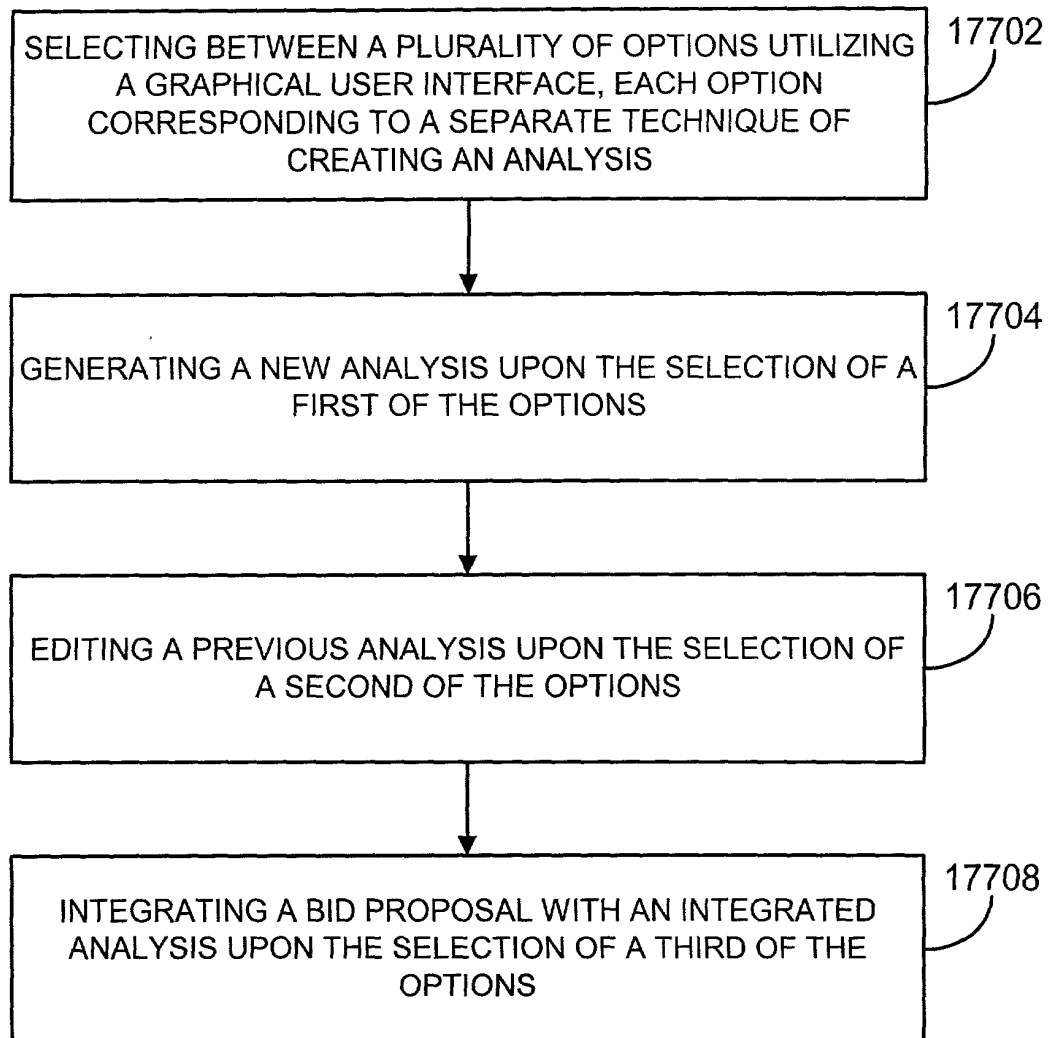 SELECTING BETWEEN A PLURALITY OF OPTIONS UTILIZING
A GRAPHICAL USER INTERFACE, EACH OPTION
CORRESPONDING TO A SEPARATE TECHNIQUE OF
CREATING AN ANALYSIS
17702
GENERATING A NEW ANALYSIS UPON THE SELECTION OF A
FIRST OF THE OPTIONS
17704
EDITING A PREVIOUS ANALYSIS UPON THE SELECTION OF
A SECOND OF THE OPTIONS
17706
INTEGRATING A BID PROPOSAL WITH AN INTEGRATED
ANALYSIS UPON THE SELECTION OF A THIRD OF THE
OPTIONS
17708